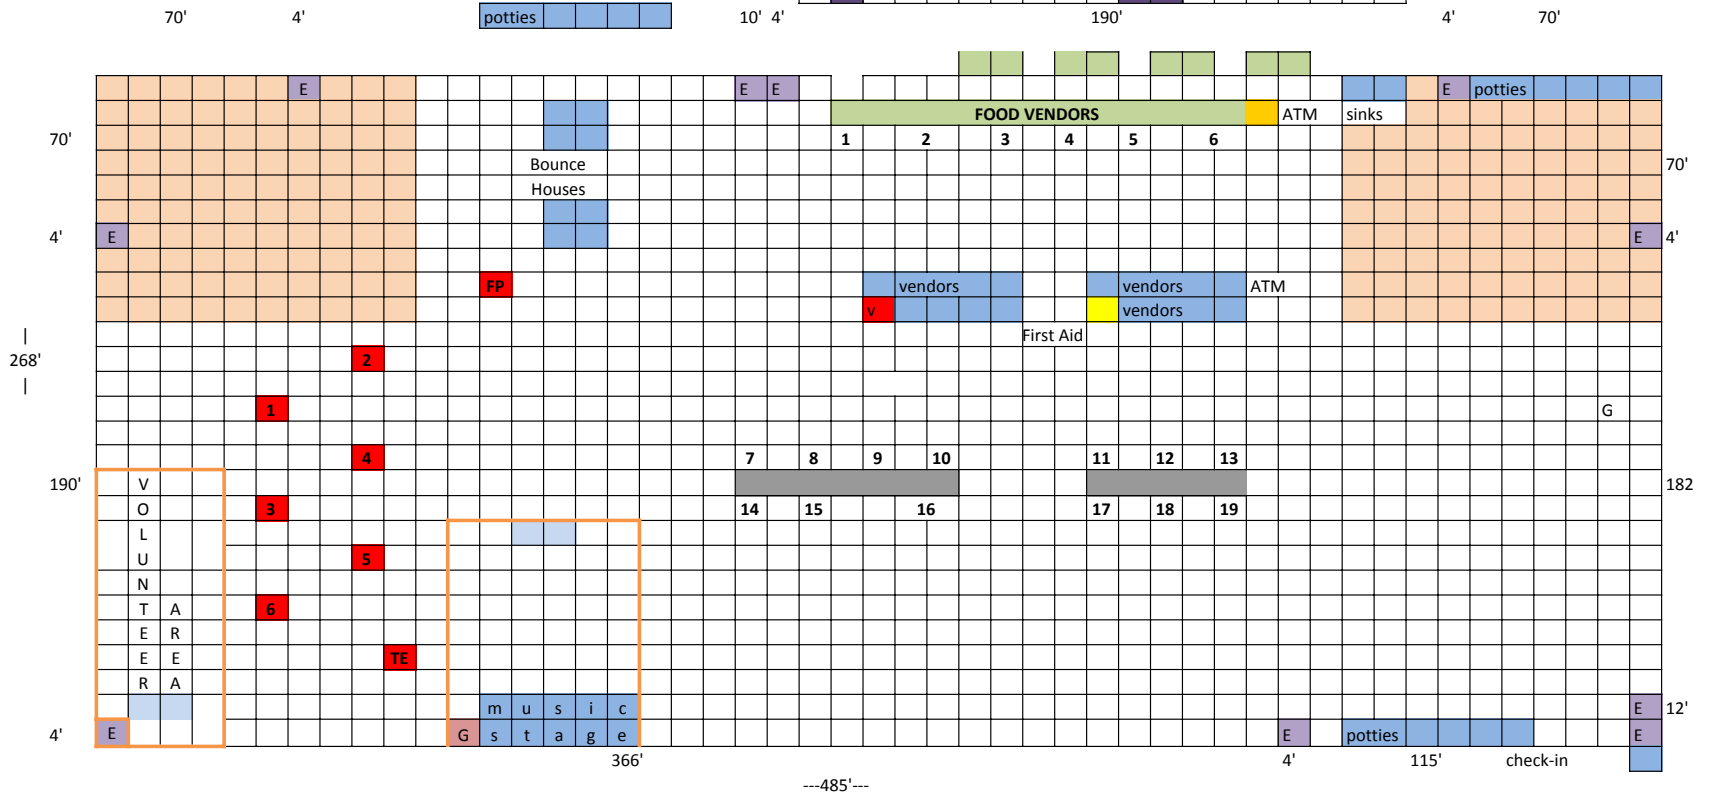 70' 4' potties 10' 4' 190' 4' 70'
E E E E potties
FOOD VENDORS ATM sinks
70' 1 2 3 4 5 6
Bounce 70'
Houses
4' E E 4'
FP vendors vendors ATM
v vendors
| First Aid
268' 2
|
1 G
4 7 8 9 10 11 12 13
190' V 182
O 3 14 15 16 17 18 19
L
U 5
N
T A 6
E R
E E TE
R A
m u s i c E 12'
4' E G s t a g e E potties E
366' 4' 115' check-in
---485'---